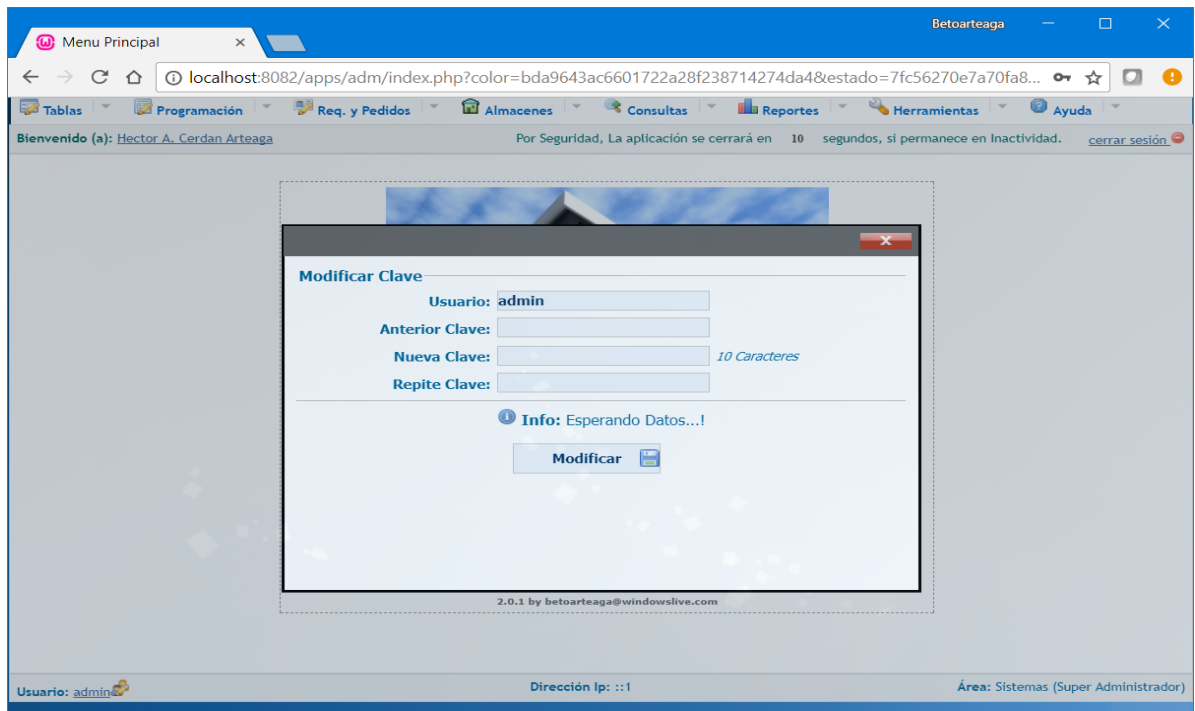 Betoarteaga
Menu Principal
localhost:8082/apps/adm/index.php?color=bda9643ac6601722a28f238714274da4&estado=7fc56270e7a70fa8...
Tablas Programación Req. y Pedidos Almacenes Consultas Reportes Herramientas Ayuda
Bienvenido (a): Hector A. Cerdan Arteaga Por Seguridad, La aplicación se cerrará en 10 segundos, si permanece en Inactividad. cerrar sesión
Modificar Clave
Usuario: admin
Anterior Clave:
Nueva Clave: 10 Caracteres
Repite Clave:
Info: Esperando Datos...!
Modificar
2.0.1 by betoarteaga@windowslive.com
Usuario: admin Dirección Ip: ::1 Área: Sistemas (Super Administrador)